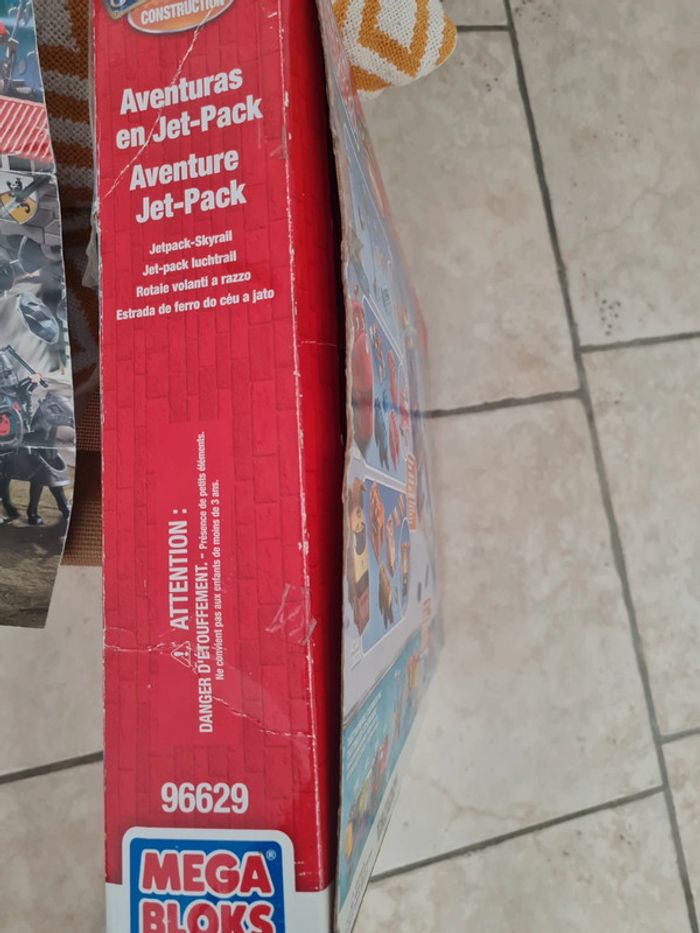 CONSTRUCTION
Aventuras
en Jet-Pack
Aventure
Jet-Pack
Jetpack-Skyrail
Jet-pack luchtrail
Rotaie volanti a razzo
Estrada de ferro do céu a jato
ATTENTION :
DANGER D'ÉTOUFFEMENT. - Présence de petits éléments.
Ne convient pas aux enfants de moins de 3 ans.
96629
MEGA
BLOKS